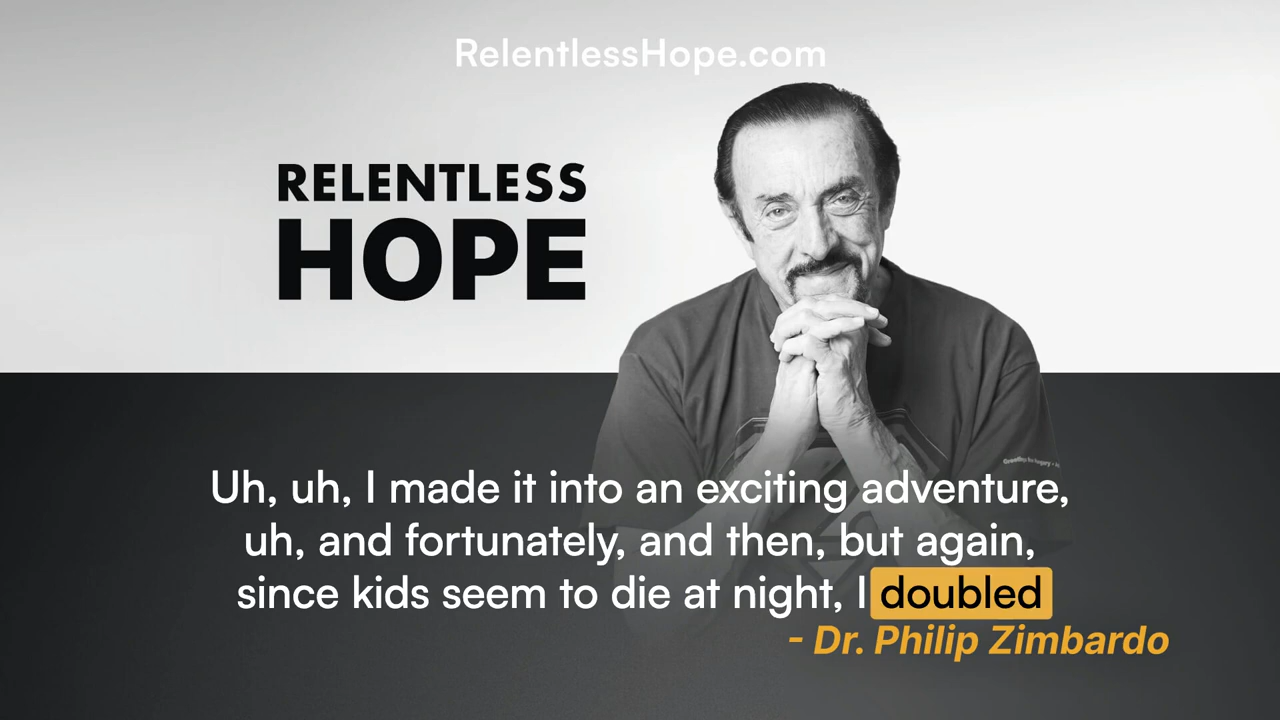 RelentlessHope.com
RELENTLESS
HOPE
Uh, uh, I made it into an exciting adventure,
uh, and fortunately, and then, but again,
since kids seem to die at night, I doubled
- Dr. Philip Zimbardo